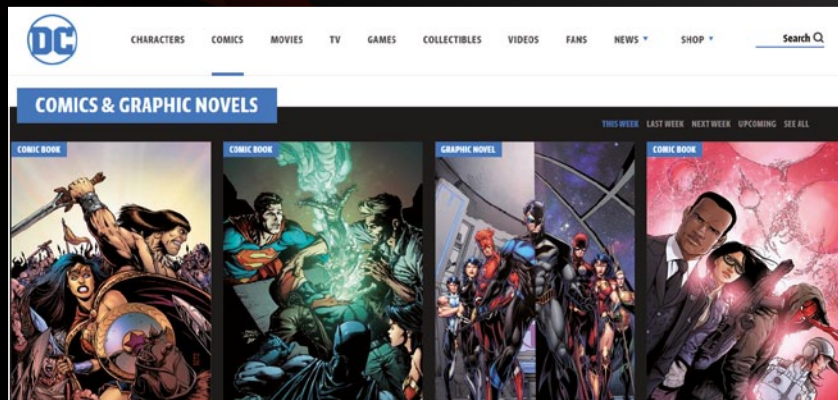 DC
CHARACTERS COMICS MOVIES TV GAMES COLLECTIBLES VIDEOS FANS NEWS SHOP Search
COMICS & GRAPHIC NOVELS
THIS WEEK LAST WEEK NEXT WEEK UPCOMING SEE ALL
COMIC BOOK COMIC BOOK GRAPHIC NOVEL COMIC BOOK